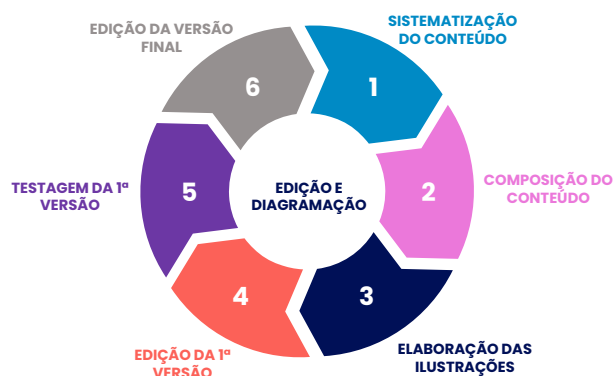 SISTEMATIZAÇÃO
DO CONTEÚDO
1
COMPOSIÇÃO DO
CONTEÚDO
2
ELABORAÇÃO DAS
ILUSTRAÇÕES
3
EDIÇÃO DA 1ª
VERSÃO
4
TESTAGEM DA 1ª
VERSÃO
5
EDIÇÃO DA VERSÃO
FINAL
6
EDIÇÃO E
DIAGRAMAÇÃO